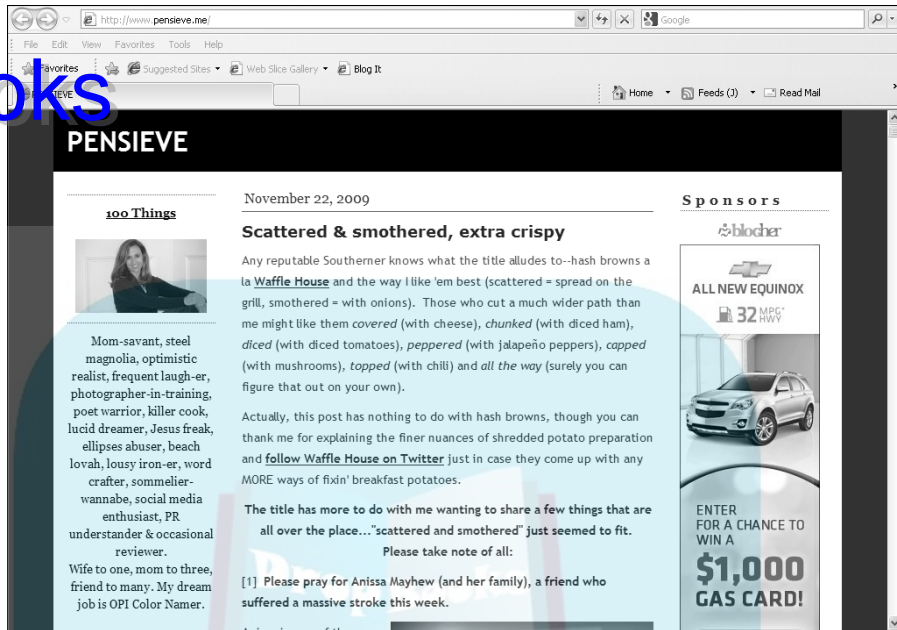 http://www.pensieve.me/
Google
File Edit View Favorites Tools Help
Favorites Suggested Sites Web Slice Gallery Blog It
oks
PENSIEVE
Home Feeds (J) Read Mail
PENSIEVE
100 Things
Mom-savant, steel
magnolia, optimistic
realist, frequent laugh-er,
photographer-in-training,
poet warrior, killer cook,
lucid dreamer, Jesus freak,
ellipses abuser, beach
lovah, lousy iron-er, word
crafter, sommelier-
wannabe, social media
enthusiast, PR
understander & occasional
reviewer.
Wife to one, mom to three,
friend to many. My dream
job is OPI Color Namer.
November 22, 2009
Scattered & smothered, extra crispy
Any reputable Southerner knows what the title alludes to--hash browns a
la Waffle House and the way I like 'em best (scattered = spread on the
grill, smothered = with onions). Those who cut a much wider path than
me might like them covered (with cheese), chunked (with diced ham),
diced (with diced tomatoes), peppered (with jalapeño peppers), capped
(with mushrooms), topped (with chili) and all the way (surely you can
figure that out on your own).
Actually, this post has nothing to do with hash browns, though you can
thank me for explaining the finer nuances of shredded potato preparation
and follow Waffle House on Twitter just in case they come up with any
MORE ways of fixin' breakfast potatoes.
The title has more to do with me wanting to share a few things that are
all over the place..."scattered and smothered" just seemed to fit.
Please take note of all:
[1] Please pray for Anissa Mayhew (and her family), a friend who
suffered a massive stroke this week.
Sponsors
blogher
ALL NEW EQUINOX
32 MPG* HWY
ENTER
FOR A CHANCE TO
WIN A
$1,000
GAS CARD!